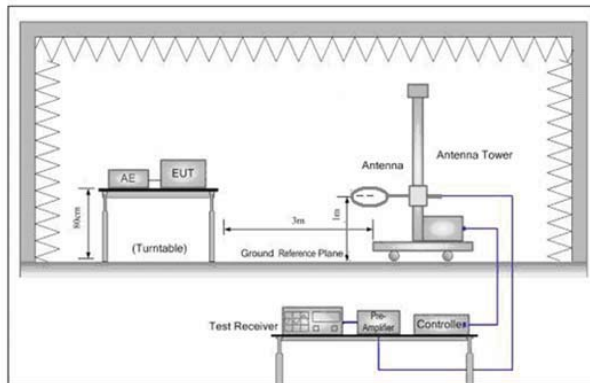 Antenna
Antenna Tower
AE
EUT
80cm
(Turntable)
3m
1m
Ground Reference Plane
Test Receiver
Pre-
Amplifier
Controller